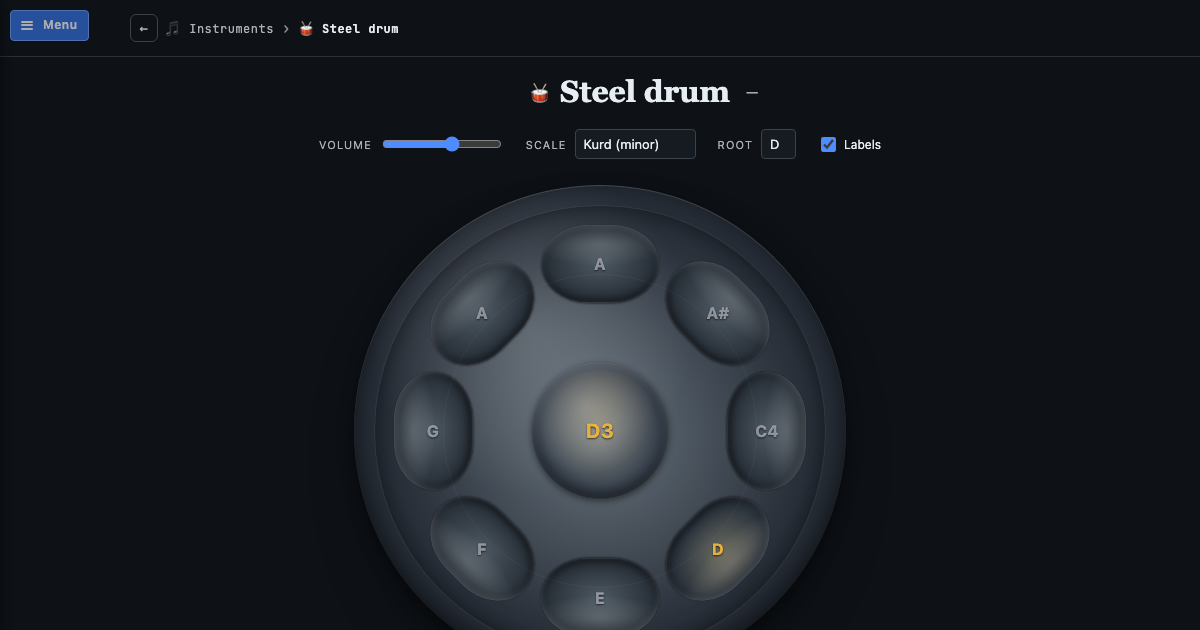 Menu
← Instruments › Steel drum
Steel drum –
VOLUME SCALE Kurd (minor) ROOT D Labels
A
A A#
G D3 C4
F D
E